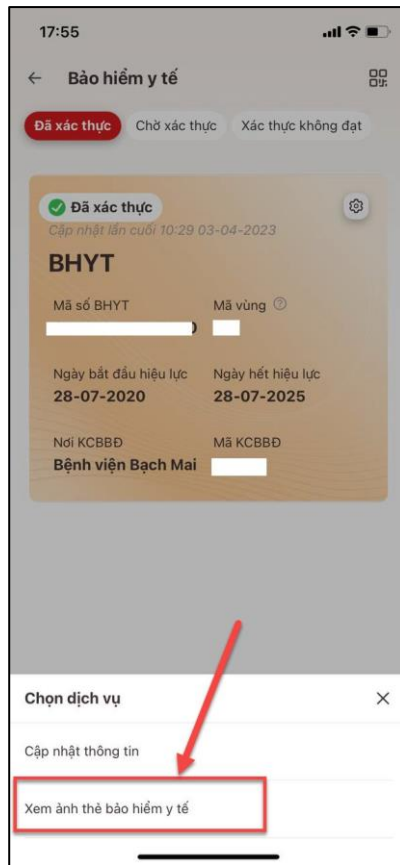 17:55
Bảo hiểm y tế
Đã xác thực Chờ xác thực Xác thực không đạt
Đã xác thực
Cập nhật lần cuối 10:29 03-04-2023
BHYT
Mã số BHYT Mã vùng
Ngày bắt đầu hiệu lực Ngày hết hiệu lực
28-07-2020 28-07-2025
Nơi KCBBĐ Mã KCBBĐ
Bệnh viện Bạch Mai
Chọn dịch vụ
Cập nhật thông tin
Xem ảnh thẻ bảo hiểm y tế